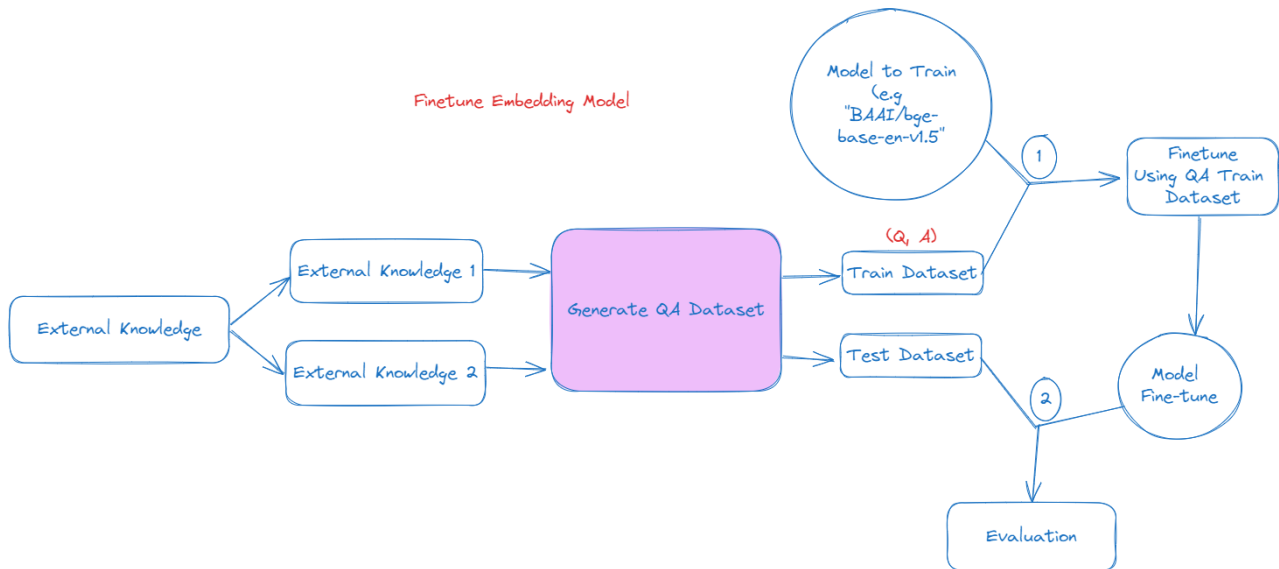 Finetune Embedding Model
Model to Train
(e.g
"BAAI/bge-
base-en-v1.5"
1
Finetune
Using QA Train
Dataset
(Q, A)
External Knowledge 1
Train Dataset
Generate QA Dataset
External Knowledge
External Knowledge 2
Test Dataset
2
Model
Fine-tune
Evaluation